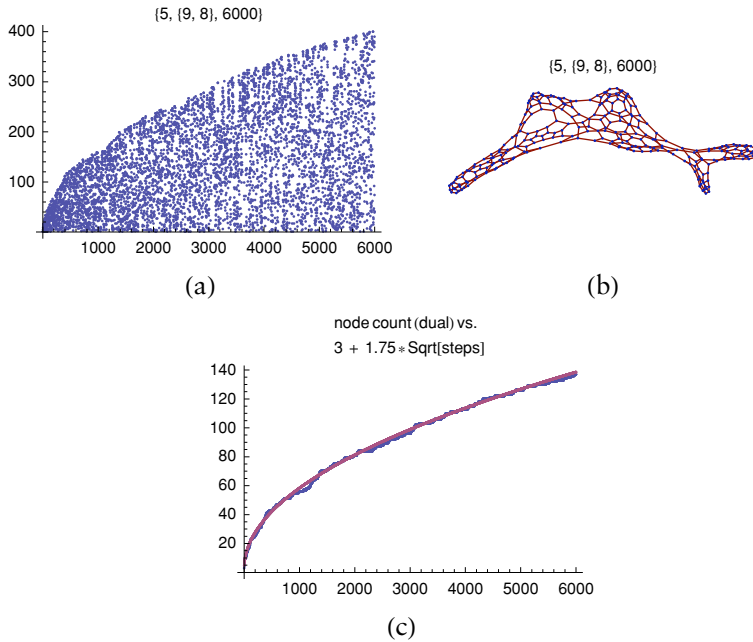 {5, {9, 8}, 6000}
400
300
200
100
1000 2000 3000 4000 5000 6000
(a)
{5, {9, 8}, 6000}
(b)
node count (dual) vs.
3 + 1.75 * Sqrt[steps]
140
120
100
80
60
40
20
1000 2000 3000 4000 5000 6000
(c)